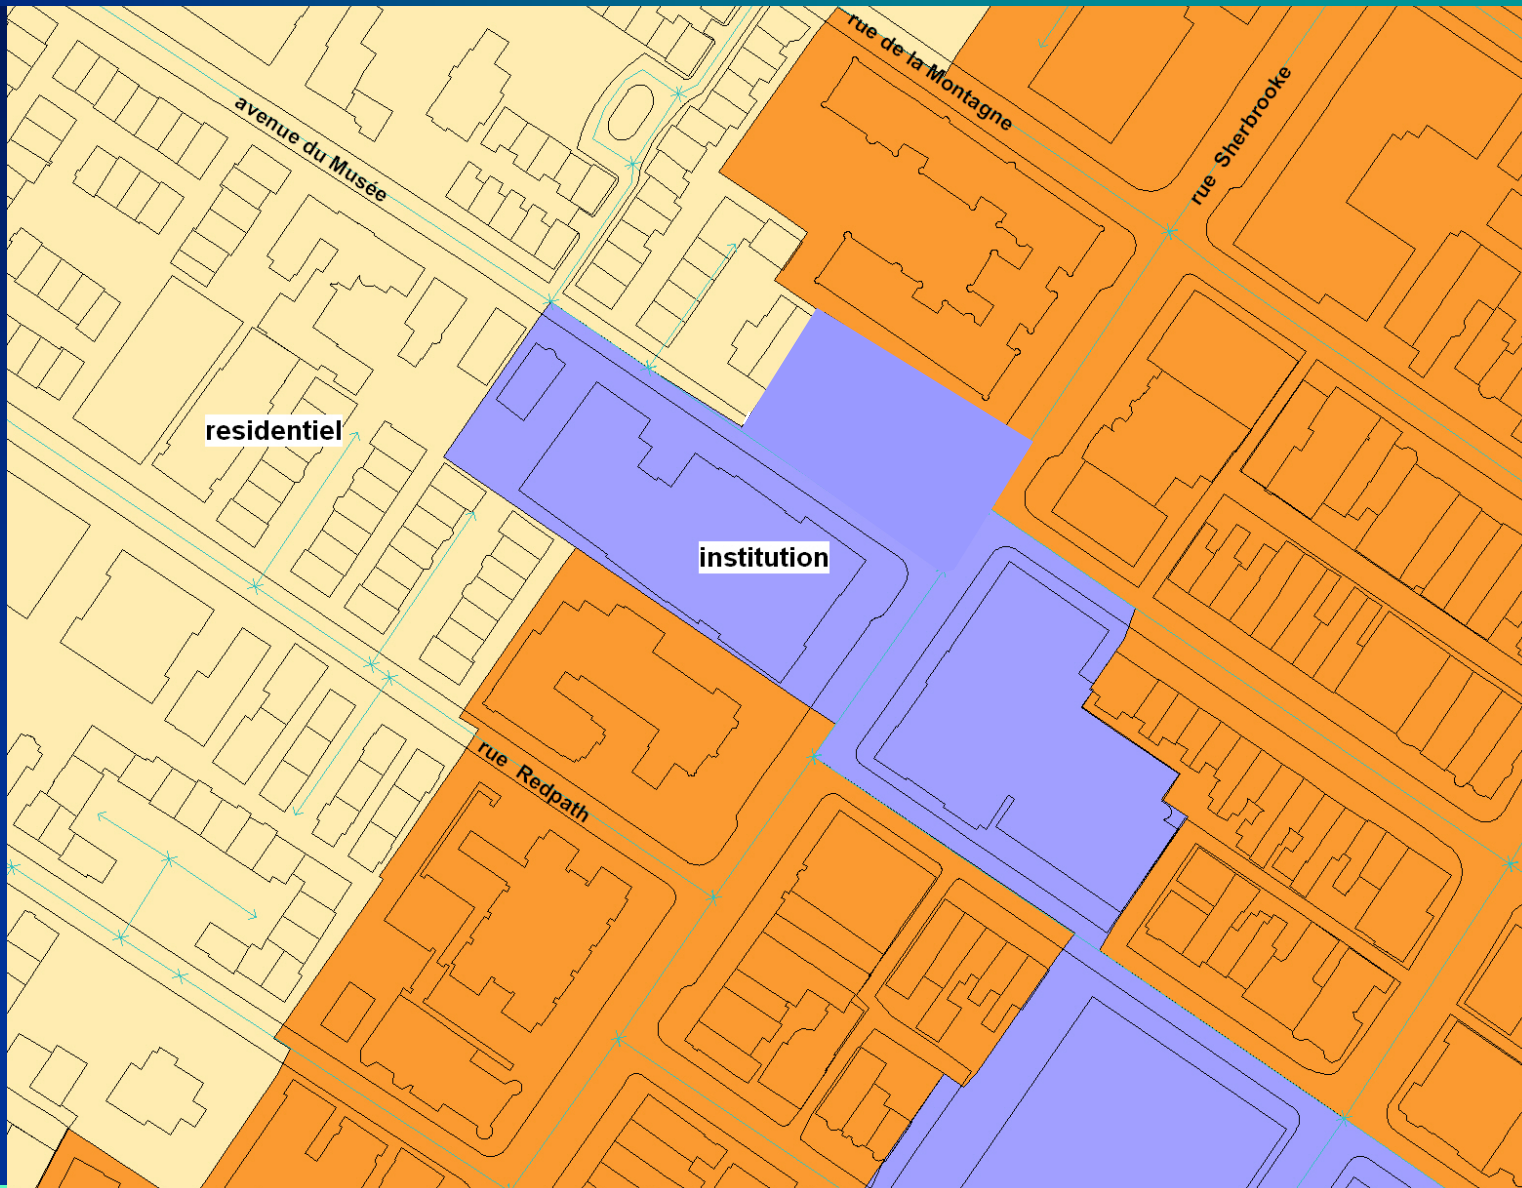 rue de la Montagne
rue Sherbrooke
avenue du Musée
residentiel
institution
rue Redpath